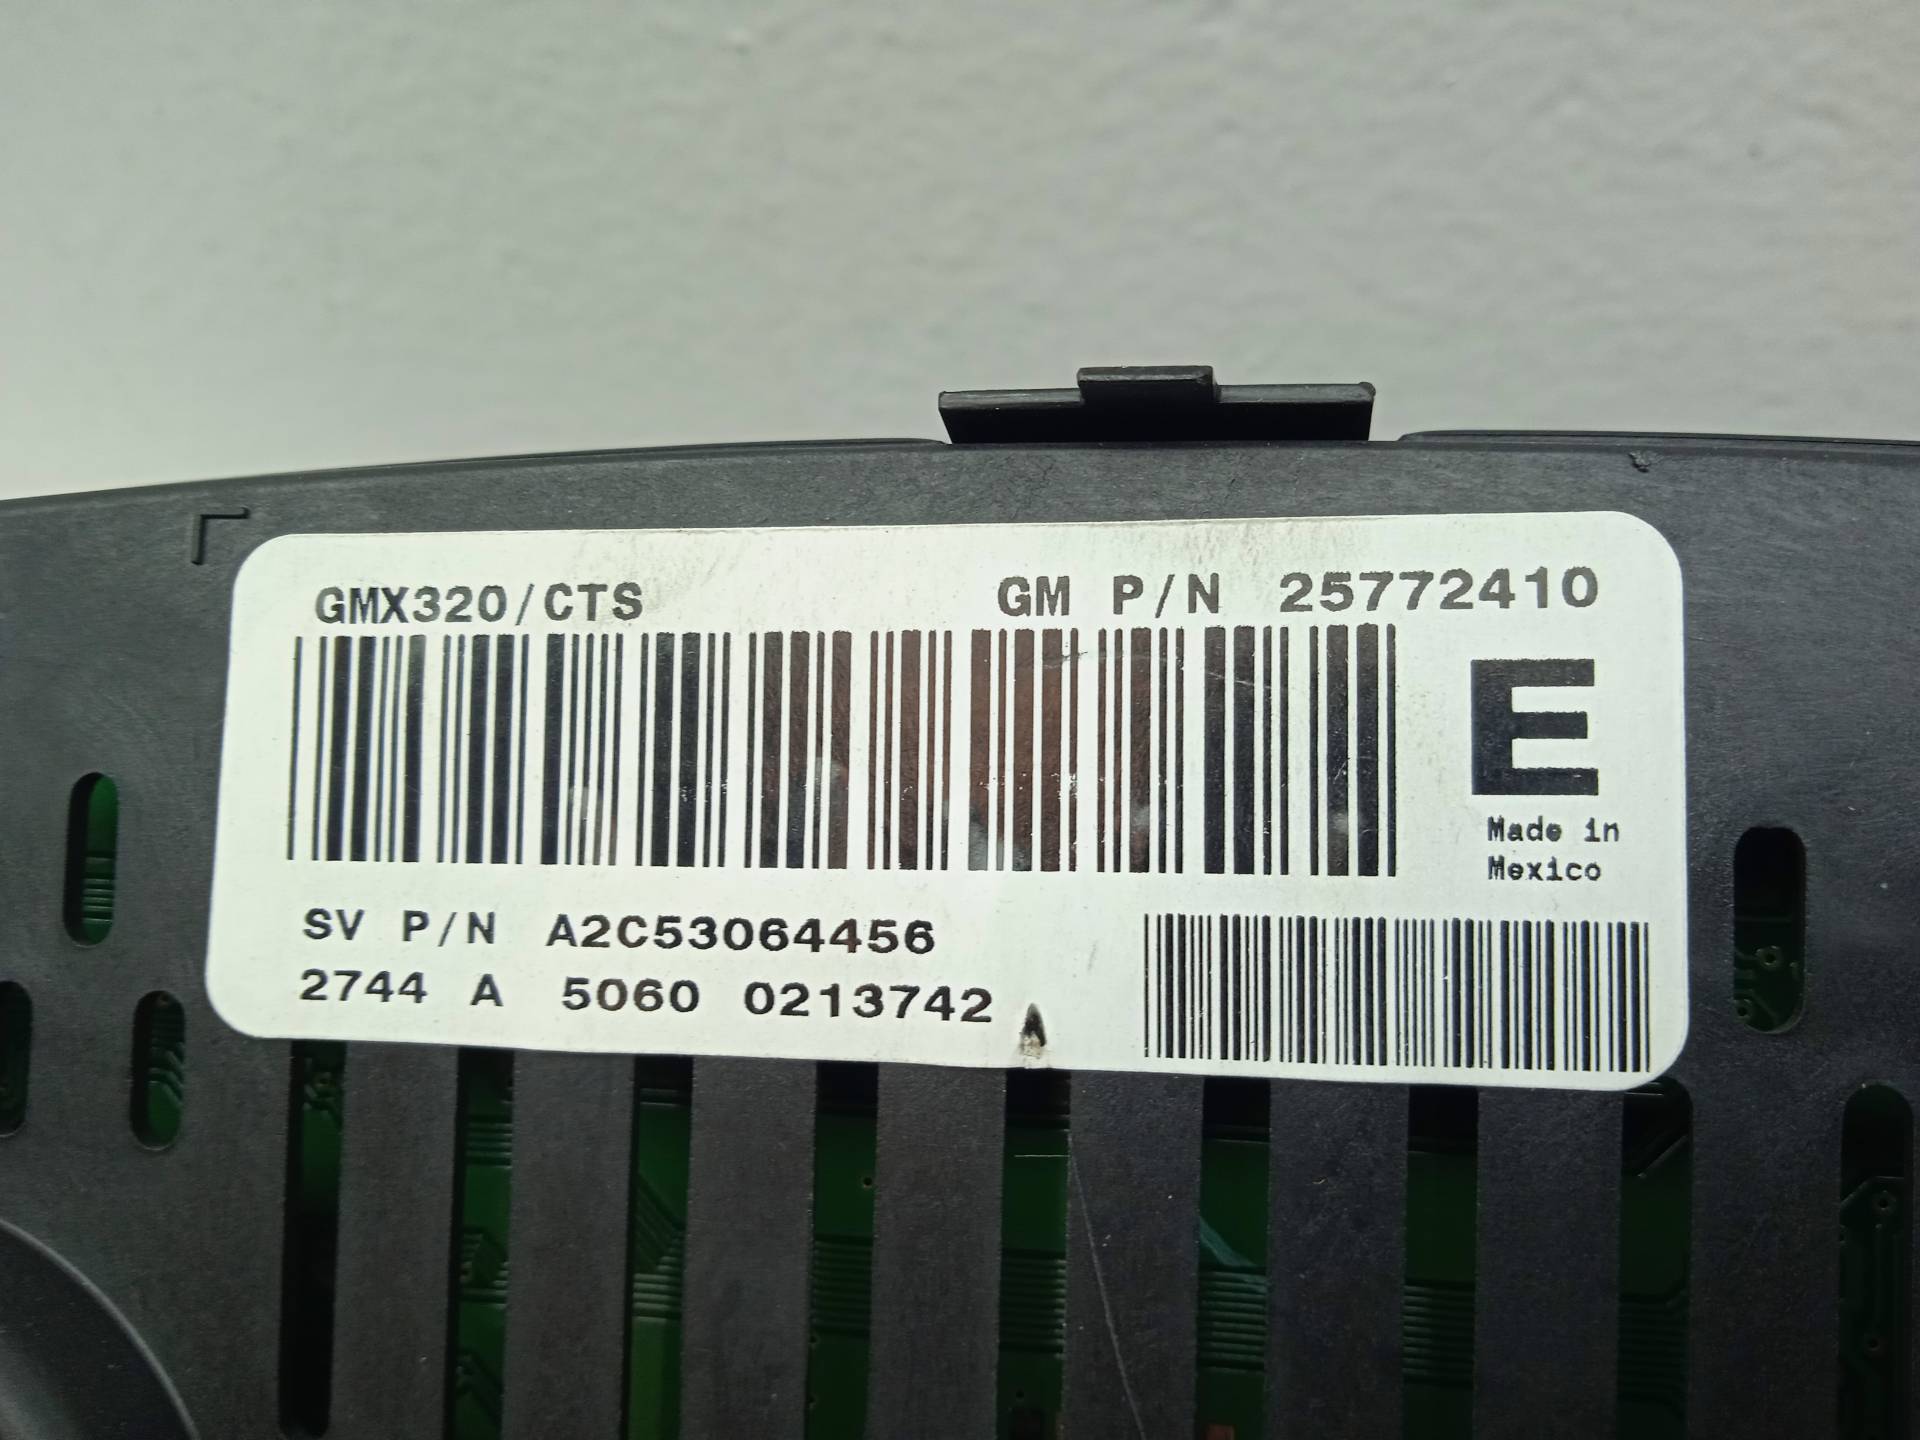 GMX320/CTS GM P/N 25772410
E
Made in
Mexico
SV P/N A2C53064456
2744 A 5060 0213742